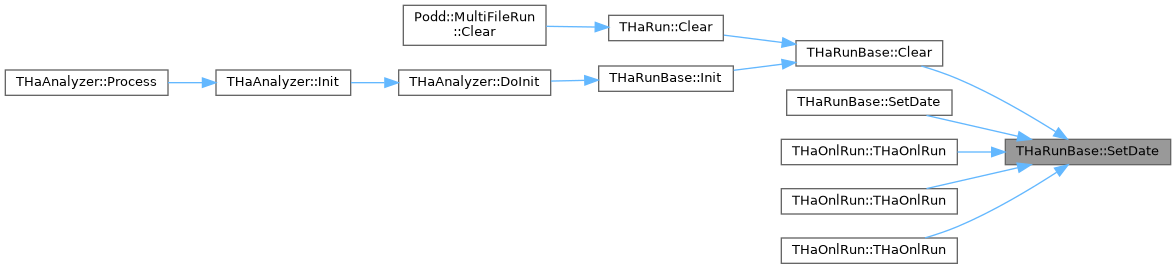 Podd::MultiFileRun
::Clear
THaRun::Clear
THaRunBase::Clear
THaAnalyzer::Process
THaAnalyzer::Init
THaAnalyzer::DoInit
THaRunBase::Init
THaRunBase::SetDate
THaOnlRun::THaOnlRun
THaRunBase::SetDate
THaOnlRun::THaOnlRun
THaOnlRun::THaOnlRun